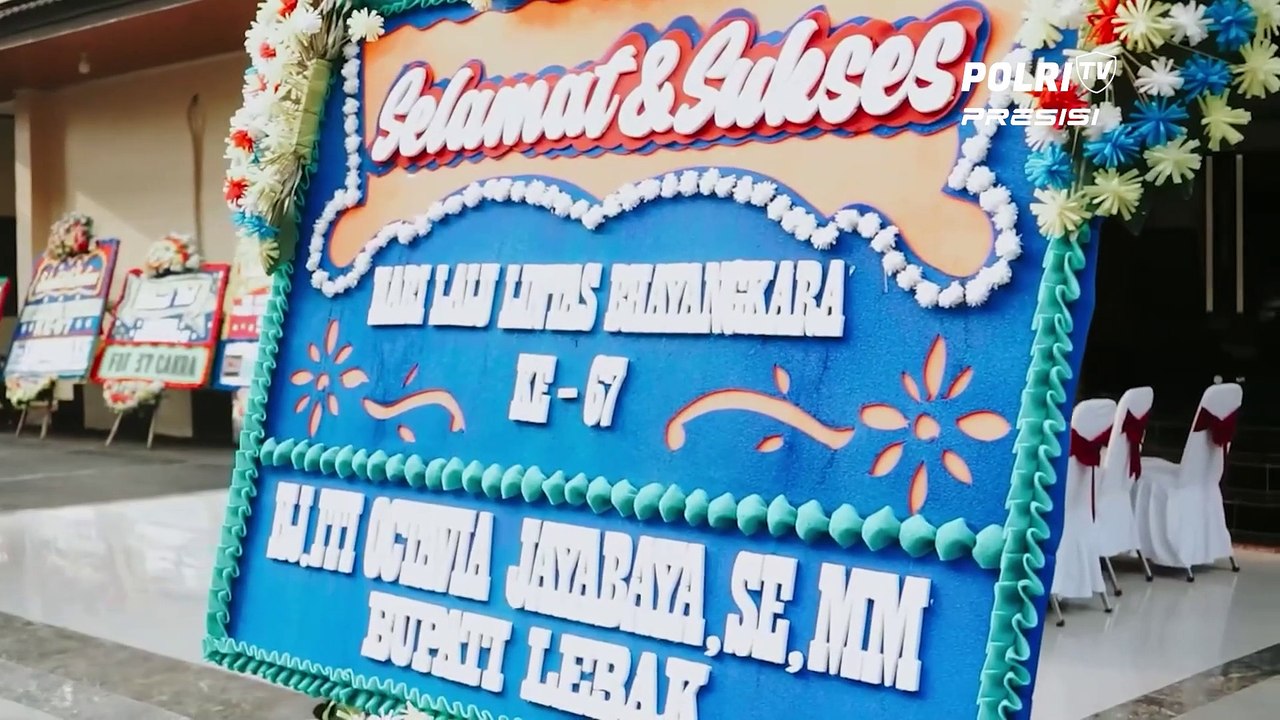 Selamat & Sukses
POLRI TV
PRESISI
HARI LALU LINTAS BHAYANGKARA
KE - 67
HJ.ITI OCTAVIA JAYABAYA, SE, MM
BUPATI LEBAK